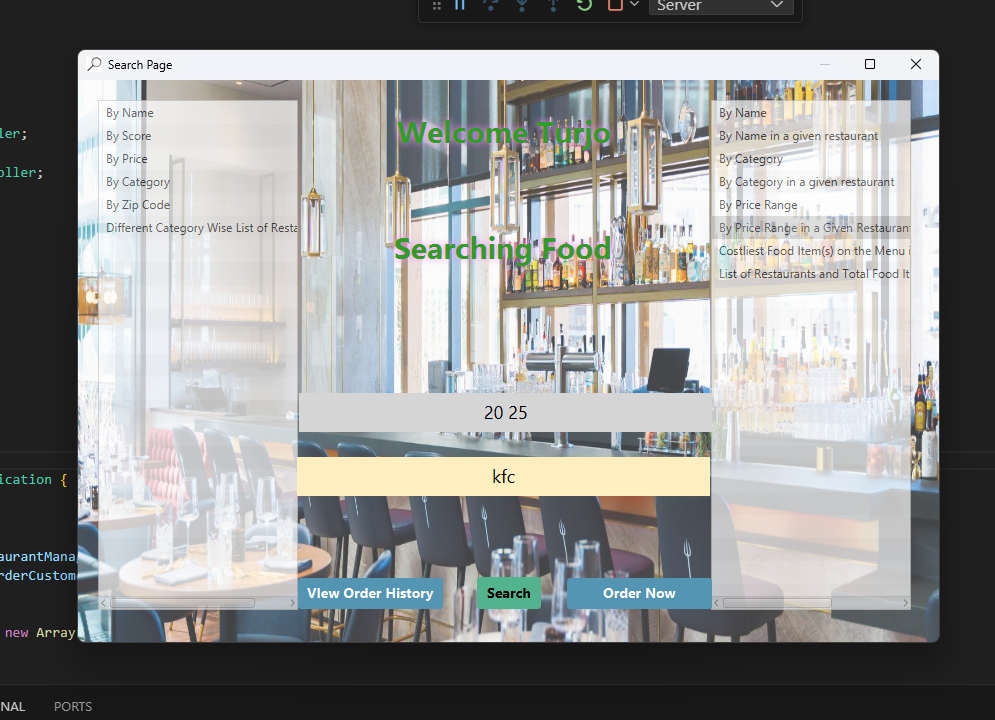 Server
Search Page
ler;
oller;
By Name
By Score
By Price
By Category
By Zip Code
Different Category Wise List of Resta
Welcome Turjo
Searching Food
By Name
By Name in a given restaurant
By Category
By Category in a given restaurant
By Price Range
By Price Range in a Given Restauran
Costliest Food Item(s) on the Menu i
List of Restaurants and Total Food It
20 25
kfc
ication {
aurantMana
rderCustom
new Array
VIew Order History
Search
Order Now
NAL
PORTS